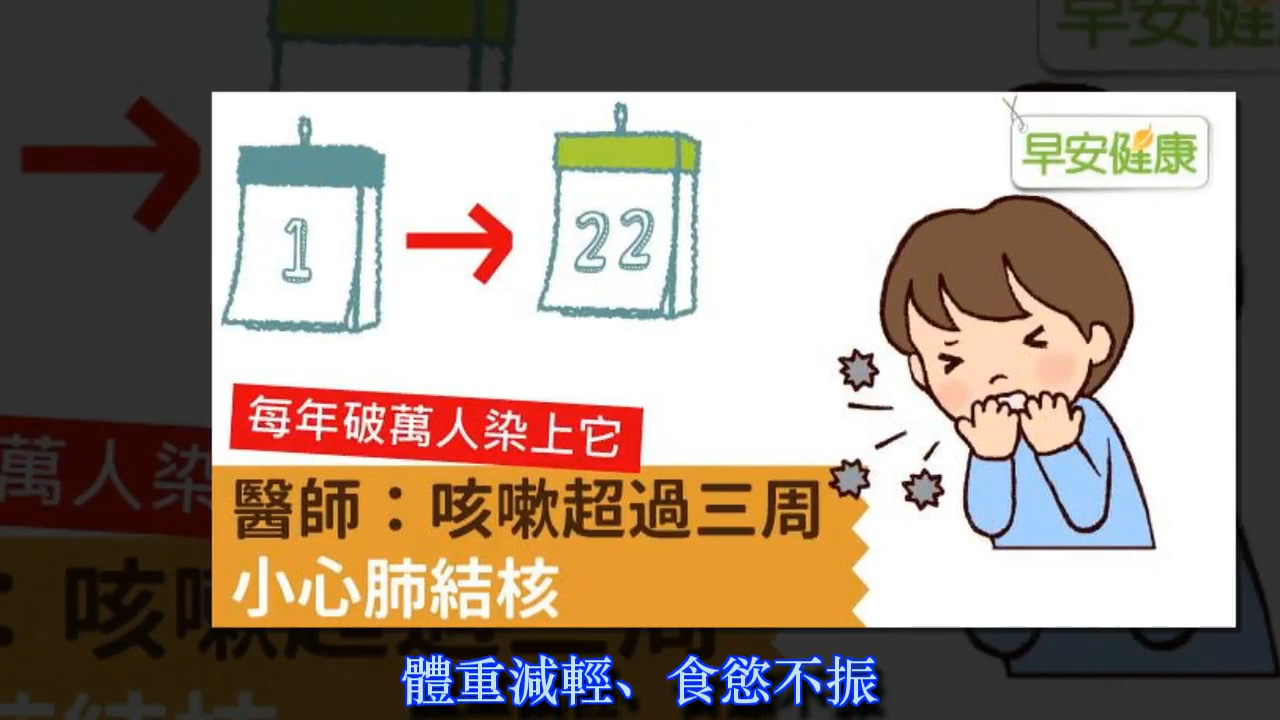 早安健康
1
22
每年破萬人染上它
醫師：咳嗽超過三周
小心肺結核
體重減輕、食慾不振